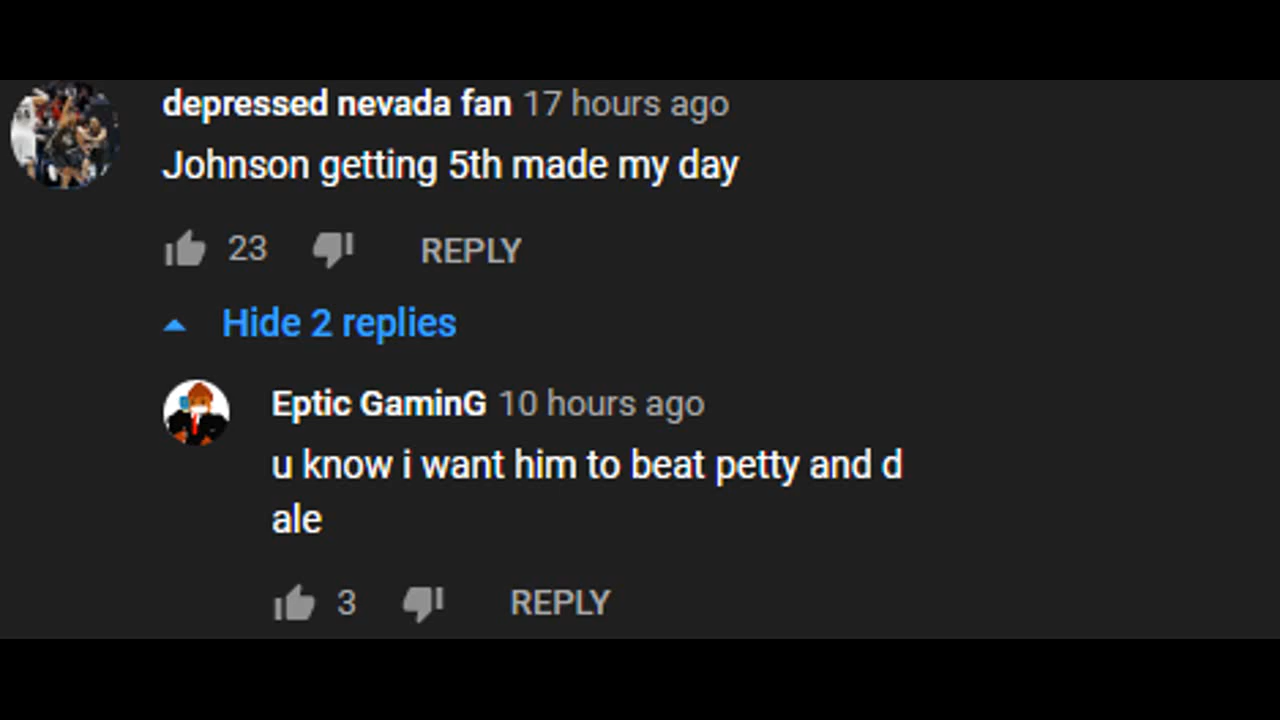 depressed nevada fan 17 hours ago
Johnson getting 5th made my day
23 REPLY
Hide 2 replies
Eptic GaminG 10 hours ago
u know i want him to beat petty and d
ale
3 REPLY